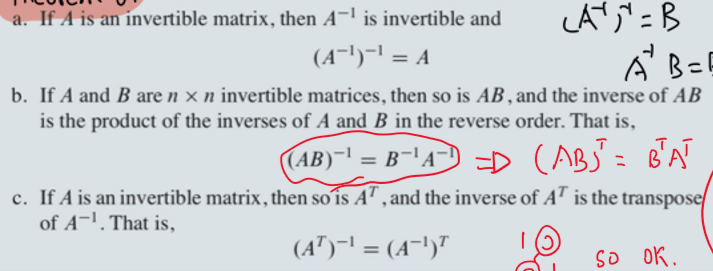 a. If A is an invertible matrix, then A⁻¹ is invertible and
(A⁻¹)⁻¹ = B
(A⁻¹)⁻¹ = A
A⁻¹ B =
b. If A and B are n × n invertible matrices, then so is AB, and the inverse of AB
is the product of the inverses of A and B in the reverse order. That is,
(AB)⁻¹ = B⁻¹A⁻¹ ⇒ (AB)ᵀ = BᵀAᵀ
c. If A is an invertible matrix, then so is Aᵀ, and the inverse of Aᵀ is the transpose
of A⁻¹. That is,
(Aᵀ)⁻¹ = (A⁻¹)ᵀ
so OK.